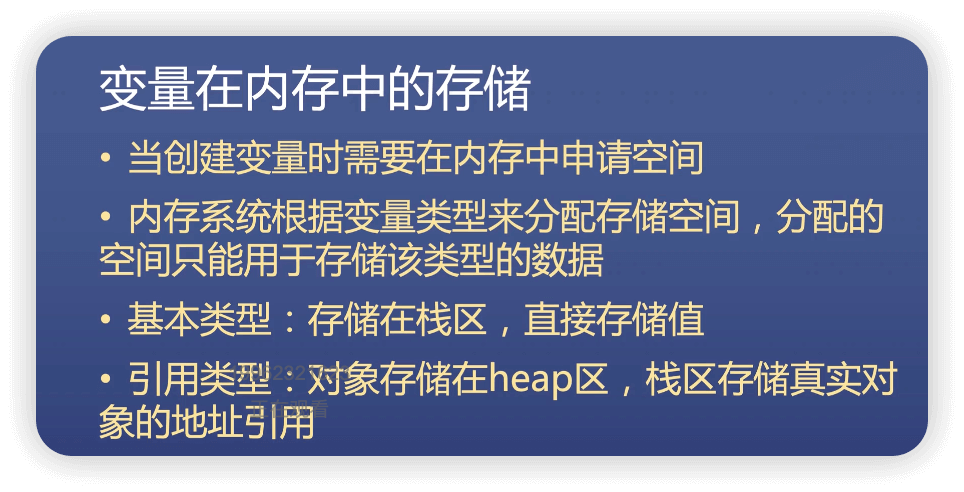 变量在内存中的存储
• 当创建变量时需要在内存中申请空间
• 内存系统根据变量类型来分配存储空间，分配的
空间只能用于存储该类型的数据
• 基本类型：存储在栈区，直接存储值
• 引用类型：对象存储在heap区，栈区存储真实对
象的地址引用
正在观看